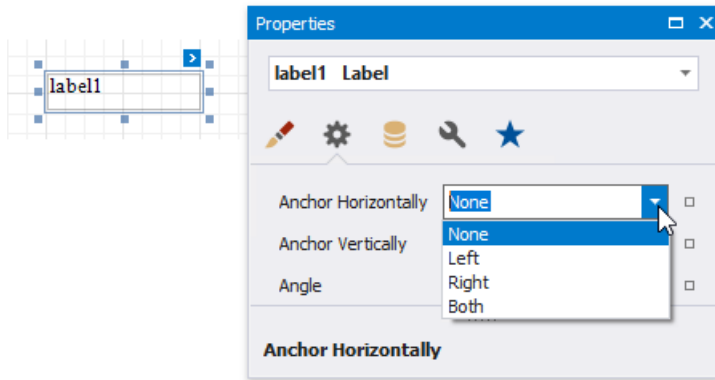 Properties
label1
label1 Label
Anchor Horizontally None
None
Anchor Vertically
Left
Right
Angle
Both
Anchor Horizontally